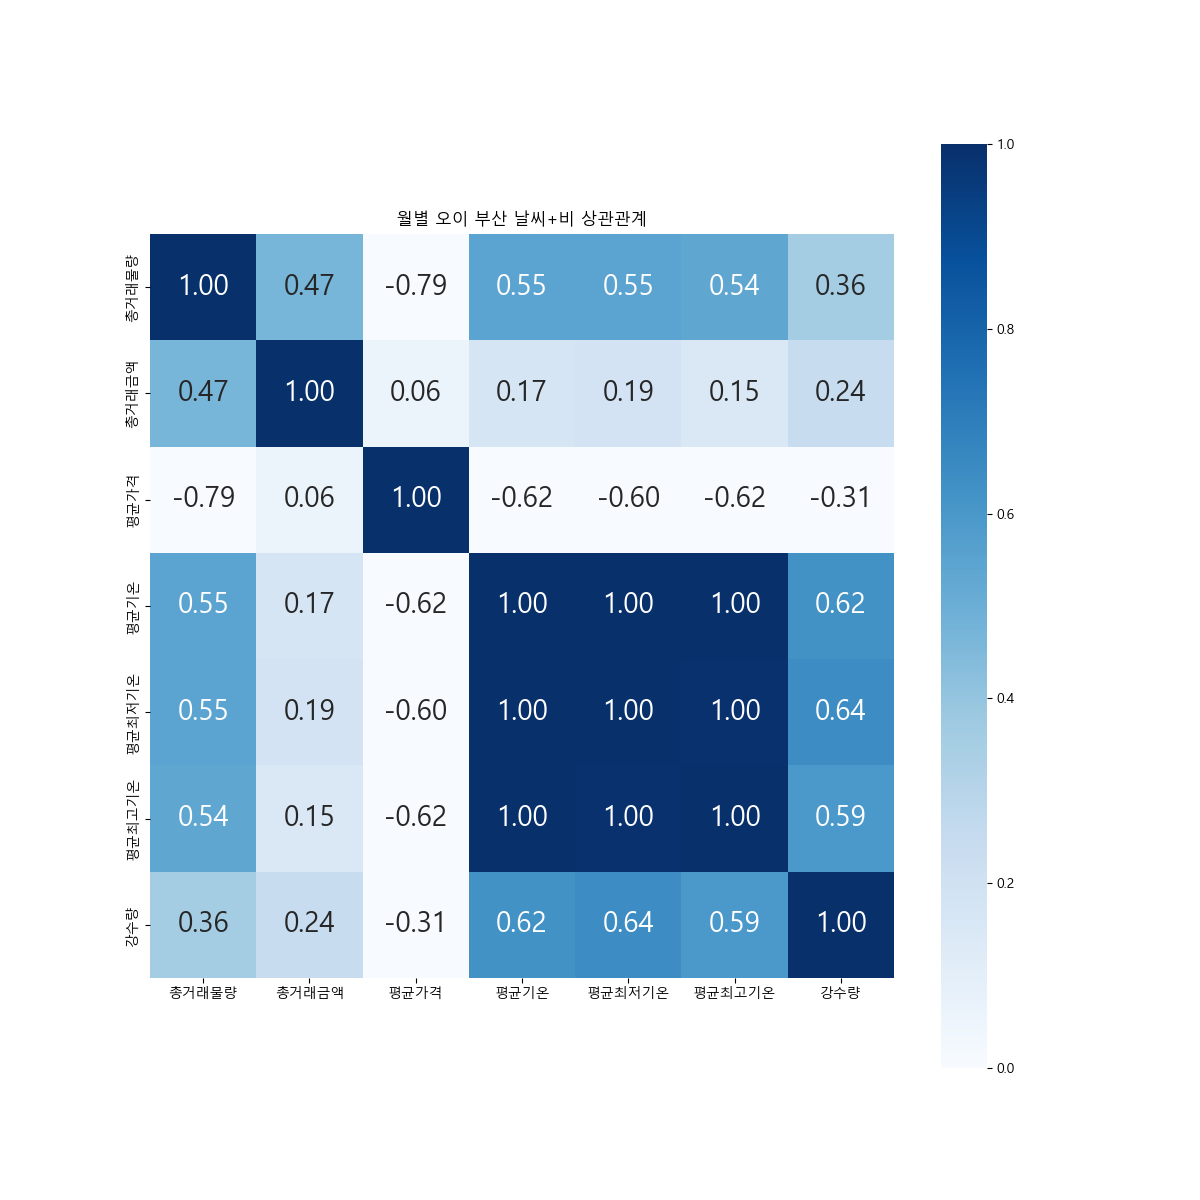 월별 오이 부산 날씨+비 상관관계
총거래물량 1.00 0.47 -0.79 0.55 0.55 0.54 0.36
총거래금액 0.47 1.00 0.06 0.17 0.19 0.15 0.24
평균가격 -0.79 0.06 1.00 -0.62 -0.60 -0.62 -0.31
평균기온 0.55 0.17 -0.62 1.00 1.00 1.00 0.62
평균최저기온 0.55 0.19 -0.60 1.00 1.00 1.00 0.64
평균최고기온 0.54 0.15 -0.62 1.00 1.00 1.00 0.59
강수량 0.36 0.24 -0.31 0.62 0.64 0.59 1.00
총거래물량 총거래금액 평균가격 평균기온 평균최저기온 평균최고기온 강수량
1.0
0.8
0.6
0.4
0.2
0.0